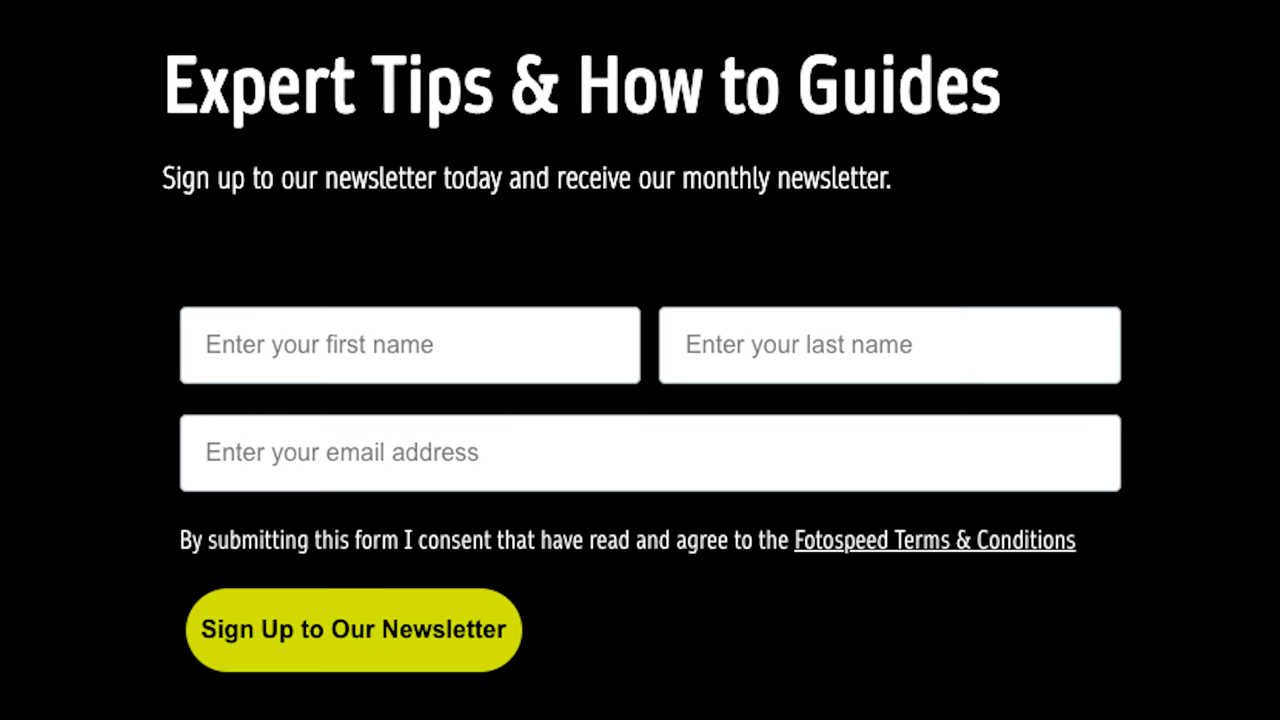 Expert Tips & How to Guides
Sign up to our newsletter today and receive our monthly newsletter.
Enter your first name
Enter your last name
Enter your email address
By submitting this form I consent that have read and agree to the Fotospeed Terms & Conditions
Sign Up to Our Newsletter